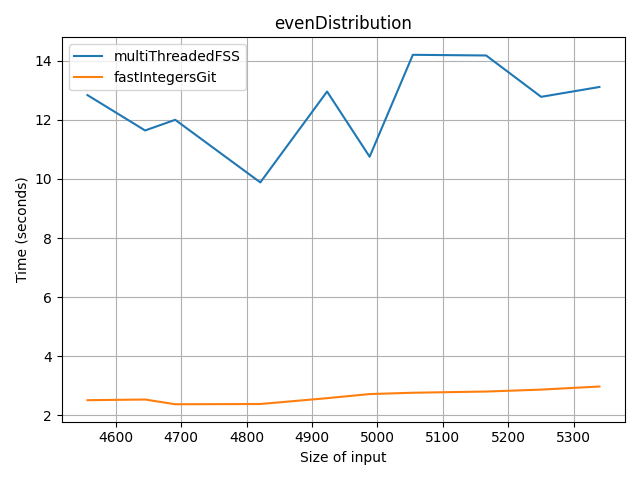 evenDistribution
multiThreadedFSS
fastIntegersGit
Time (seconds)
14
12
10
8
6
4
2
4600 4700 4800 4900 5000 5100 5200 5300
Size of input